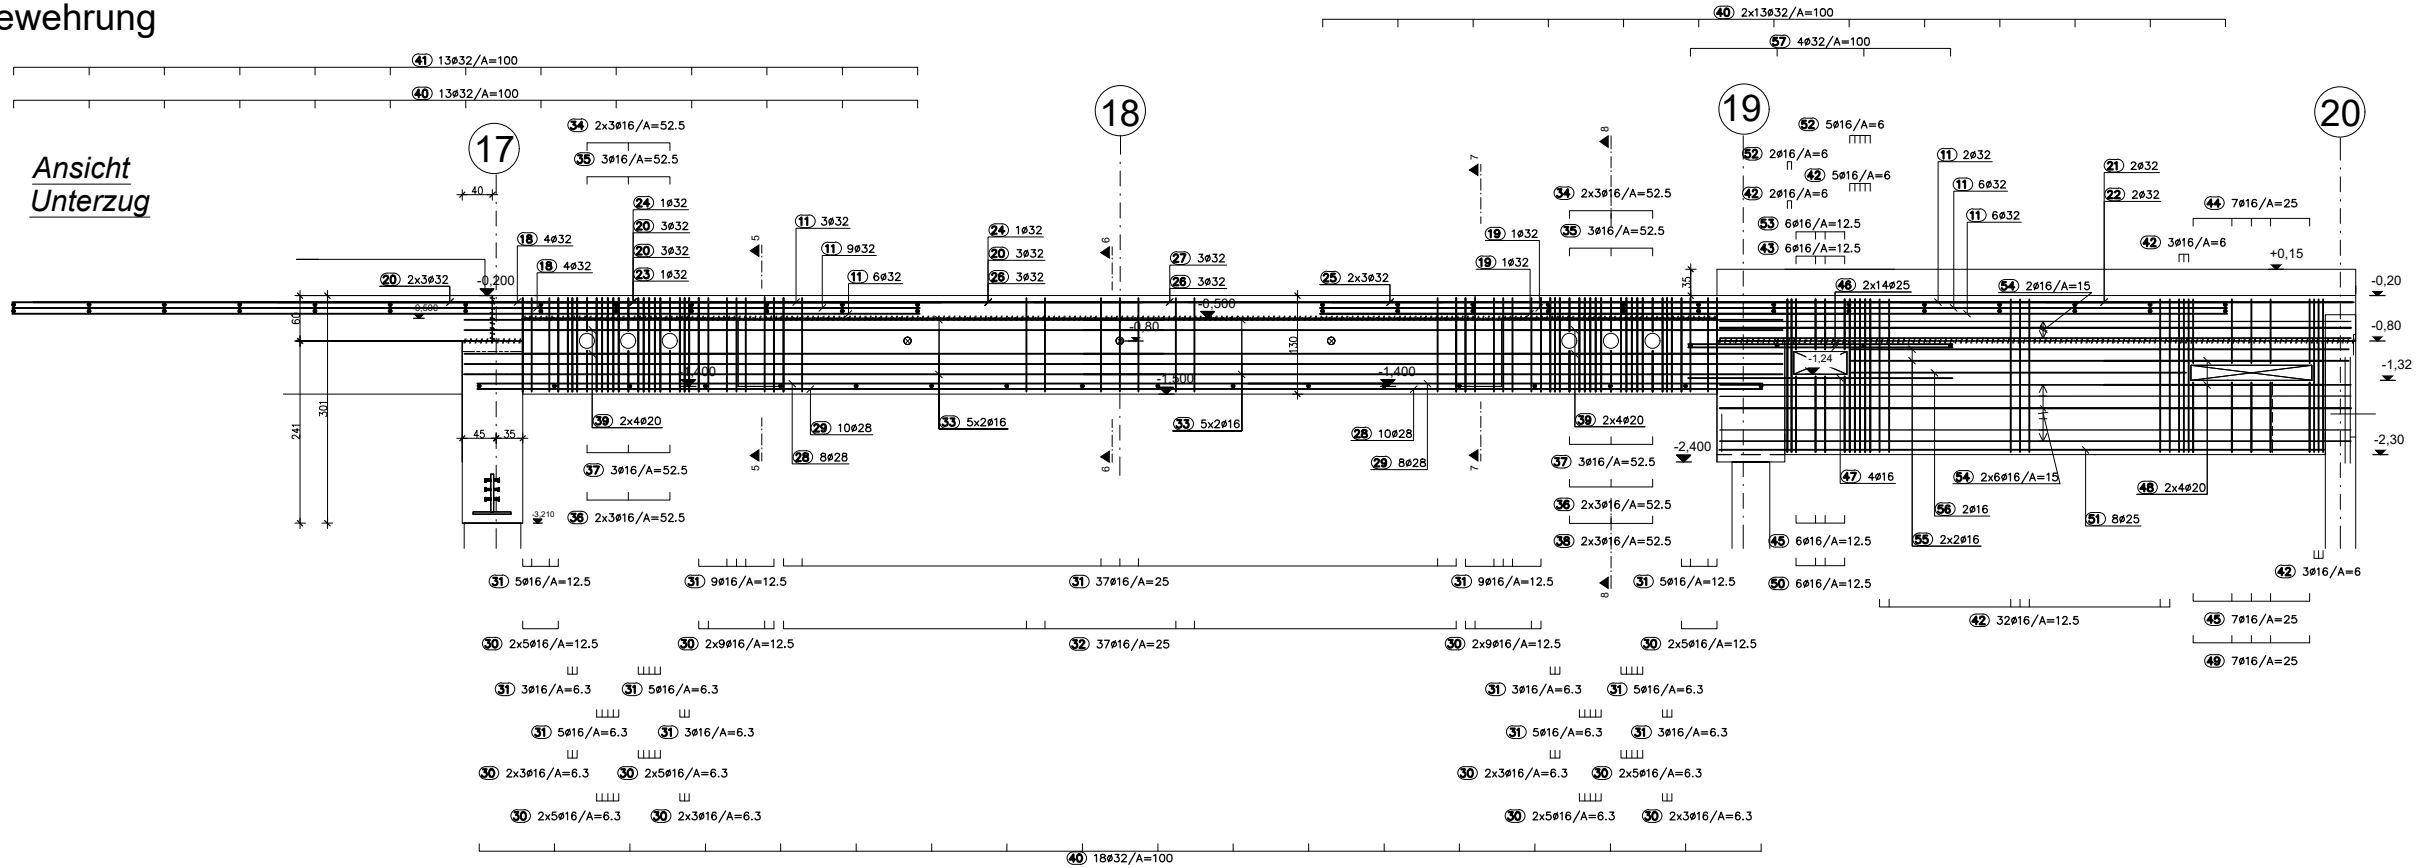 ewehrung
40 2x13ø32/A=100
57 4ø32/A=100
41 13ø32/A=100
40 13ø32/A=100
17
18
19
20
Ansicht
Unterzug
34 2x3ø16/A=52.5
35 3ø16/A=52.5
40
24 1ø32
20 3ø32
20 3ø32
23 1ø32
18 4ø32
18 4ø32
20 2x3ø32
-0,200
5
11 3ø32
11 9ø32
11 6ø32
24 1ø32
20 3ø32
26 3ø32
6
27 3ø32
26 3ø32
25 2x3ø32
7
19 1ø32
19 1ø32
8
34 2x3ø16/A=52.5
35 3ø16/A=52.5
52 5ø16/A=6
52 2ø16/A=6
42 5ø16/A=6
42 2ø16/A=6
53 6ø16/A=12.5
43 6ø16/A=12.5
46 2x14ø25
11 2ø32
11 6ø32
11 6ø32
21 2ø32
22 2ø32
54 2ø16/A=15
44 7ø16/A=25
42 3ø16/A=6
+0,15
35
-0,20
-0,80
-1,32
-2,30
60
-0,500
-0,80
130
-1,24
-1,400
-1,500
-1,400
-2,400
241
301
45
35
-3,210
39 2x4ø20
37 3ø16/A=52.5
36 2x3ø16/A=52.5
5
29 10ø28
28 8ø28
33 5x2ø16
6
33 5x2ø16
28 10ø28
29 8ø28
7
39 2x4ø20
37 3ø16/A=52.5
36 2x3ø16/A=52.5
38 2x3ø16/A=52.5
8
47 4ø16
54 2x6ø16/A=15
56 2ø16
55 2x2ø16
48 2x4ø20
51 8ø25
45 6ø16/A=12.5
50 6ø16/A=12.5
42 3ø16/A=6
42 32ø16/A=12.5
45 7ø16/A=25
49 7ø16/A=25
31 5ø16/A=12.5
31 9ø16/A=12.5
31 37ø16/A=25
31 9ø16/A=12.5
31 5ø16/A=12.5
30 2x5ø16/A=12.5
30 2x9ø16/A=12.5
32 37ø16/A=25
30 2x9ø16/A=12.5
30 2x5ø16/A=12.5
31 3ø16/A=6.3
31 5ø16/A=6.3
31 3ø16/A=6.3
31 5ø16/A=6.3
31 5ø16/A=6.3
31 3ø16/A=6.3
31 5ø16/A=6.3
31 3ø16/A=6.3
30 2x3ø16/A=6.3
30 2x5ø16/A=6.3
30 2x3ø16/A=6.3
30 2x5ø16/A=6.3
30 2x5ø16/A=6.3
30 2x3ø16/A=6.3
30 2x5ø16/A=6.3
30 2x3ø16/A=6.3
40 18ø32/A=100